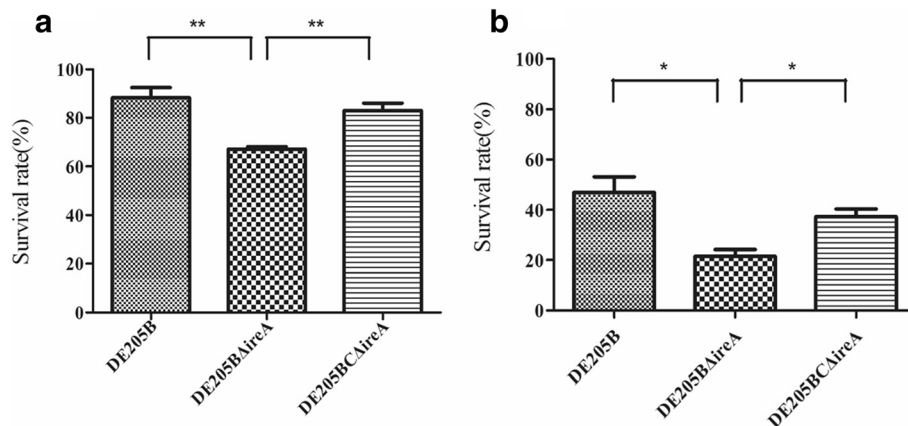 a
** **
100
80
60
40
20
0
Survival rate(%)
DE205B
DE205BΔireA
DE205BCΔireA
b
* *
100
80
60
40
20
0
Survival rate(%)
DE205B
DE205BΔireA
DE205BCΔireA